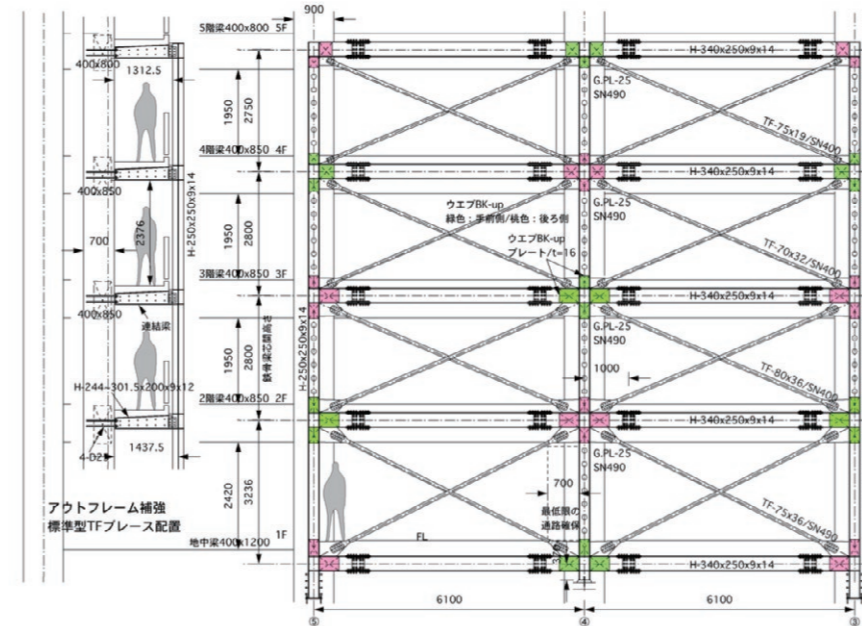 900
5階梁400x800 5F
400x800
1312.5
1950
2750
H-340x250x9x14
G.PL-25
SN490
TF-75x19/SN400
4階梁400x850 4F
400x850
H-250x250x9x14
H-340x250x9x14
G.PL-25
SN490
ウエブBK-up
緑色：手前側/桃色：後ろ側
ウエブBK-up
プレート/t=16
TF-70x32/SN400
700
2376
1950
2800
3階梁400x850 3F
400x850
連結梁
鉄骨梁芯間高さ
H-250x250x9x14
H-340x250x9x14
G.PL-25
SN490
1000
TF-80x36/SN400
1950
2800
H-244~301.5x200x9x12
2階梁400x850 2F
H-340x250x9x14
G.PL-25
SN490
1437.5
2420
3236
700
最低限の
通路確保
TF-75x36/SN490
アウトフレーム補強
標準型TFブレース配置
1F
地中梁400x1200
FL
H-340x250x9x14
6100
6100
⑤
④
③